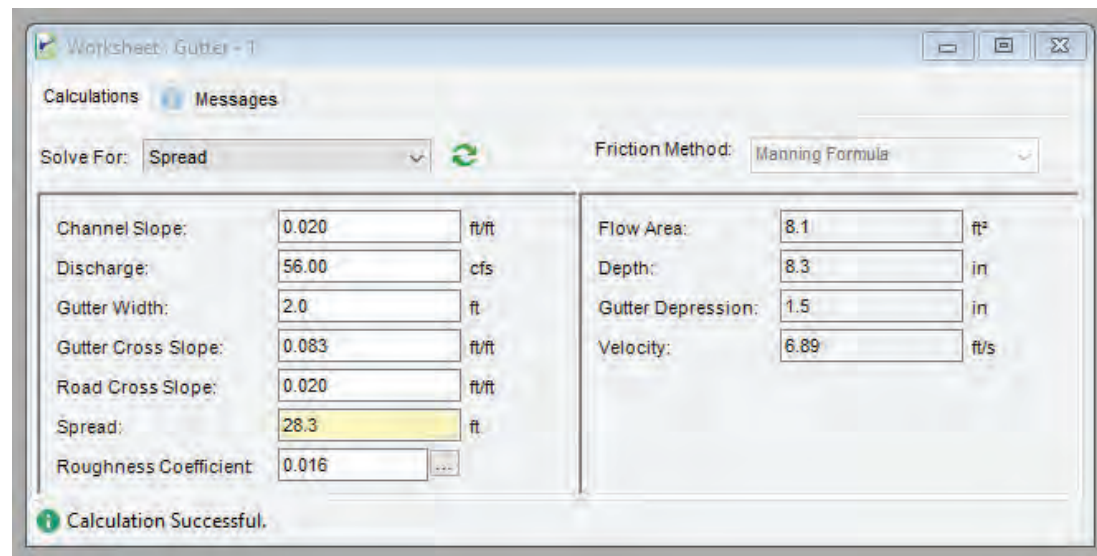 Worksheet : Gutter - 1
Calculations Messages
Solve For: Spread
Friction Method: Manning Formula
Channel Slope: 0.020 ft/ft
Discharge: 56.00 cfs
Gutter Width: 2.0 ft
Gutter Cross Slope: 0.083 ft/ft
Road Cross Slope: 0.020 ft/ft
Spread: 28.3 ft
Roughness Coefficient 0.016 ...
Flow Area: 8.1 ft²
Depth: 8.3 in
Gutter Depression: 1.5 in
Velocity: 6.89 ft/s
Calculation Successful.